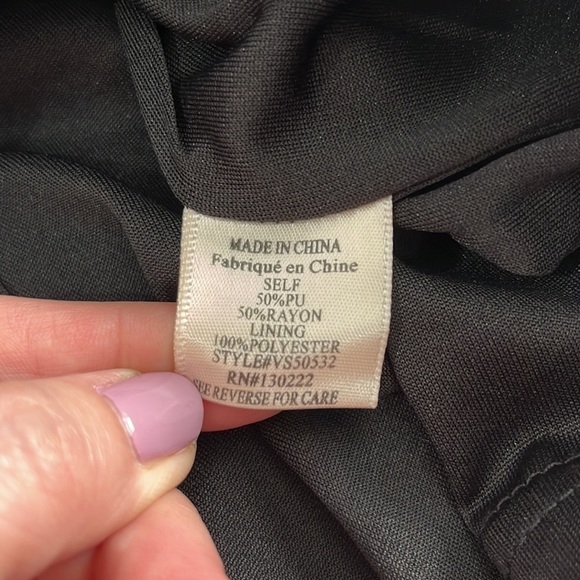 MADE IN CHINA
Fabriqué en Chine
SELF
50%PU
50%RAYON
LINING
100%POLYESTER
STYLE#VS50532
RN#130222
SEE REVERSE FOR CARE